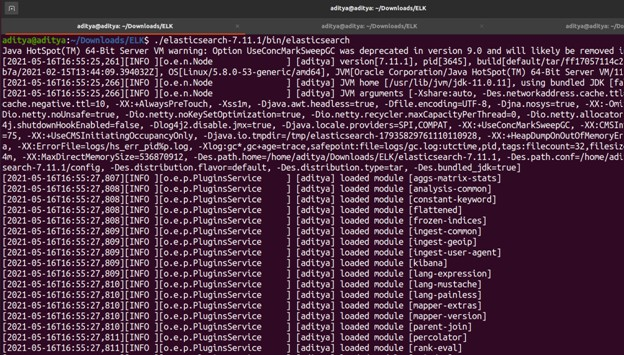 aditya@aditya: ~/Downloads/ELK
aditya@aditya: ~/Downloads/ELK
aditya@aditya: ~/Downloads/ELK
aditya@aditya: ~/Do
aditya@aditya:~/Downloads/ELK$ ./elasticsearch-7.11.1/bin/elasticsearch
Java HotSpot(TM) 64-Bit Server VM warning: Option UseConcMarkSweepGC was deprecated in version 9.0 and will likely be removed i
[2021-05-16T16:55:25,261][INFO ][o.e.n.Node ] [aditya] version[7.11.1], pid[3645], build[default/tar/ff17057114c2
b7a/2021-02-15T13:44:09.394032Z], OS[Linux/5.8.0-53-generic/amd64], JVM[Oracle Corporation/Java HotSpot(TM) 64-Bit Server VM/11
[2021-05-16T16:55:25,266][INFO ][o.e.n.Node ] [aditya] JVM home [/usr/lib/jvm/jdk-11.0.11], using bundled JDK [fa
[2021-05-16T16:55:25,266][INFO ][o.e.n.Node ] [aditya] JVM arguments [-Xshare:auto, -Des.networkaddress.cache.ttl
cache.negative.ttl=10, -XX:+AlwaysPreTouch, -Xss1m, -Djava.awt.headless=true, -Dfile.encoding=UTF-8, -Djna.nosys=true, -XX:-Omi
Dio.netty.noUnsafe=true, -Dio.netty.noKeySetOptimization=true, -Dio.netty.recycler.maxCapacityPerThread=0, -Dio.netty.allocator
4j.shutdownHookEnabled=false, -Dlog4j2.disable.jmx=true, -Djava.locale.providers=SPI,COMPAT, -XX:+UseConcMarkSweepGC, -XX:CMSIn
=75, -XX:+UseCMSInitiatingOccupancyOnly, -Djava.io.tmpdir=/tmp/elasticsearch-17935829761110110928, -XX:+HeapDumpOnOutOfMemoryEr
a, -XX:ErrorFile=logs/hs_err_pid%p.log, -Xlog:gc*,gc+age=trace,safepoint:file=logs/gc.log:utctime,pid,tags:filecount=32,filesiz
4m, -XX:MaxDirectMemorySize=536870912, -Des.path.home=/home/aditya/Downloads/ELK/elasticsearch-7.11.1, -Des.path.conf=/home/adi
search-7.11.1/config, -Des.distribution.flavor=default, -Des.distribution.type=tar, -Des.bundled_jdk=true]
[2021-05-16T16:55:27,807][INFO ][o.e.p.PluginsService ] [aditya] loaded module [aggs-matrix-stats]
[2021-05-16T16:55:27,808][INFO ][o.e.p.PluginsService ] [aditya] loaded module [analysis-common]
[2021-05-16T16:55:27,808][INFO ][o.e.p.PluginsService ] [aditya] loaded module [constant-keyword]
[2021-05-16T16:55:27,808][INFO ][o.e.p.PluginsService ] [aditya] loaded module [flattened]
[2021-05-16T16:55:27,808][INFO ][o.e.p.PluginsService ] [aditya] loaded module [frozen-indices]
[2021-05-16T16:55:27,809][INFO ][o.e.p.PluginsService ] [aditya] loaded module [ingest-common]
[2021-05-16T16:55:27,809][INFO ][o.e.p.PluginsService ] [aditya] loaded module [ingest-geoip]
[2021-05-16T16:55:27,809][INFO ][o.e.p.PluginsService ] [aditya] loaded module [ingest-user-agent]
[2021-05-16T16:55:27,809][INFO ][o.e.p.PluginsService ] [aditya] loaded module [kibana]
[2021-05-16T16:55:27,809][INFO ][o.e.p.PluginsService ] [aditya] loaded module [lang-expression]
[2021-05-16T16:55:27,810][INFO ][o.e.p.PluginsService ] [aditya] loaded module [lang-mustache]
[2021-05-16T16:55:27,810][INFO ][o.e.p.PluginsService ] [aditya] loaded module [lang-painless]
[2021-05-16T16:55:27,810][INFO ][o.e.p.PluginsService ] [aditya] loaded module [mapper-extras]
[2021-05-16T16:55:27,810][INFO ][o.e.p.PluginsService ] [aditya] loaded module [mapper-version]
[2021-05-16T16:55:27,811][INFO ][o.e.p.PluginsService ] [aditya] loaded module [parent-join]
[2021-05-16T16:55:27,811][INFO ][o.e.p.PluginsService ] [aditya] loaded module [percolator]
[2021-05-16T16:55:27,811][INFO ][o.e.p.PluginsService ] [aditya] loaded module [rank-eval]